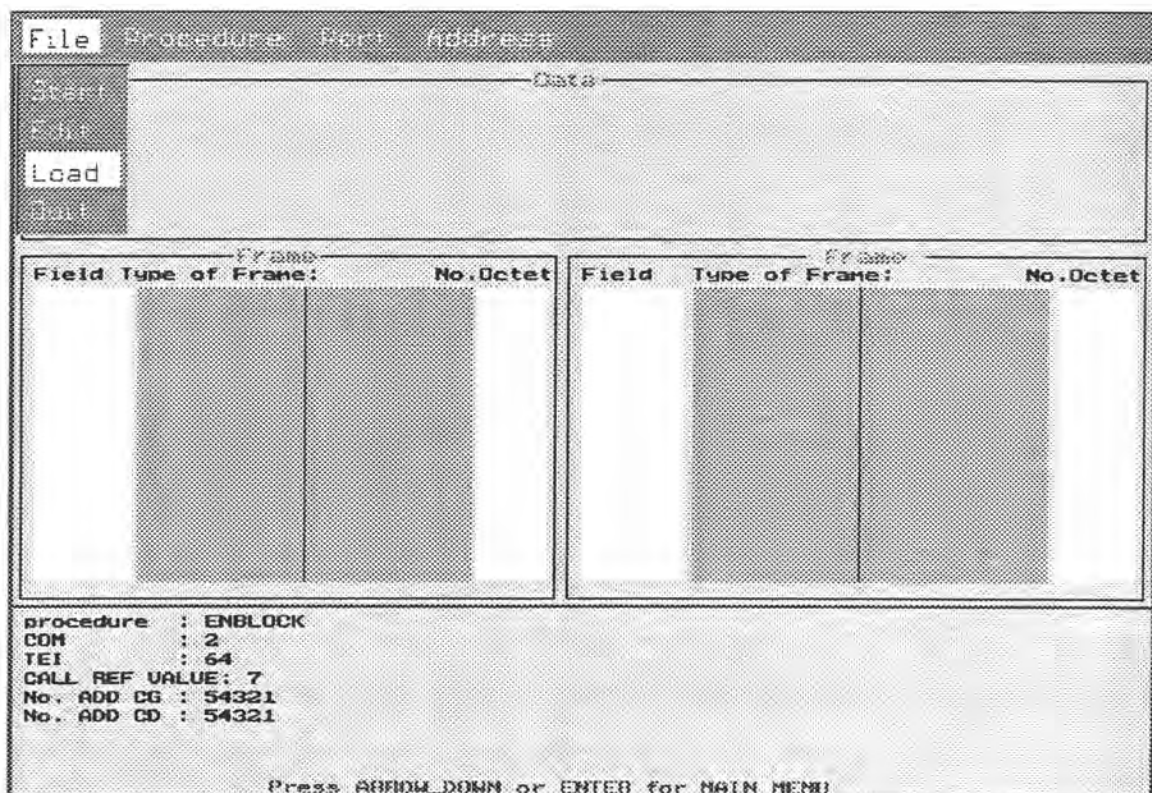 File Procedure Port Address
Start
Edit
Load
Quit
Data
Frame
Field Type of Frame: No.Octet
Frame
Field Type of Frame: No.Octet
procedure : ENBLOCK
COM : 2
TEI : 64
CALL REF VALUE: 7
No. ADD CG : 54321
No. ADD CD : 54321
Press ARROW_DOWN or ENTER for MAIN MENU